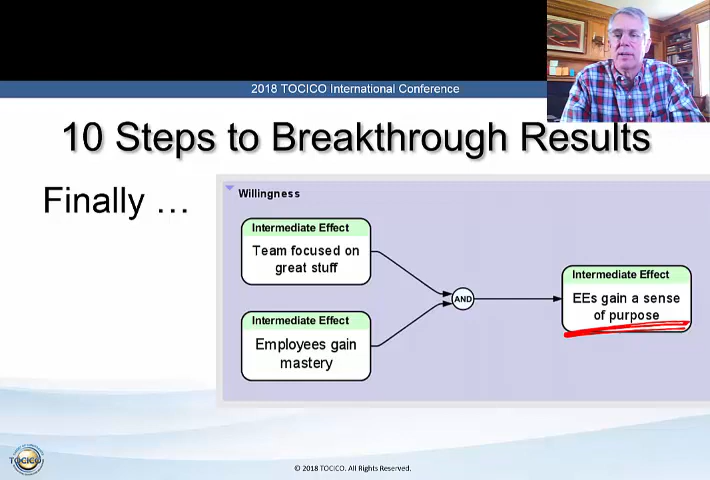 2018 TOCICO International Conference
10 Steps to Breakthrough Results
Finally …
Willingness
Intermediate Effect
Team focused on
great stuff
Intermediate Effect
Employees gain
mastery
AND
Intermediate Effect
EEs gain a sense
of purpose
TOCICO
© 2018 TOCICO. All Rights Reserved.